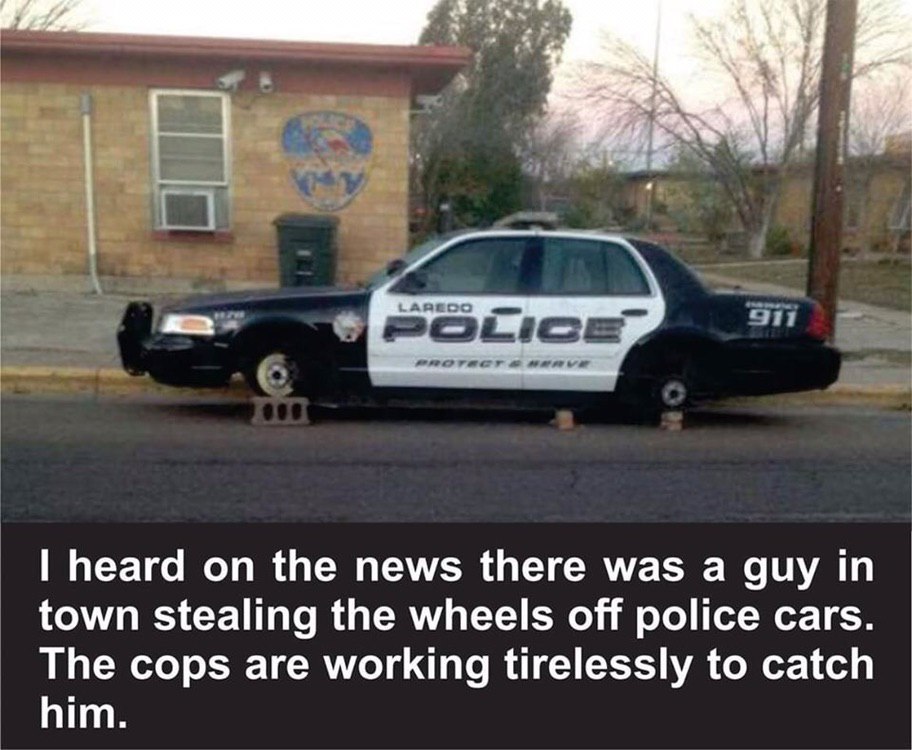 POLICE
LAREDO
POLICE
PROTECT & SERVE
911
I heard on the news there was a guy in
town stealing the wheels off police cars.
The cops are working tirelessly to catch
him.